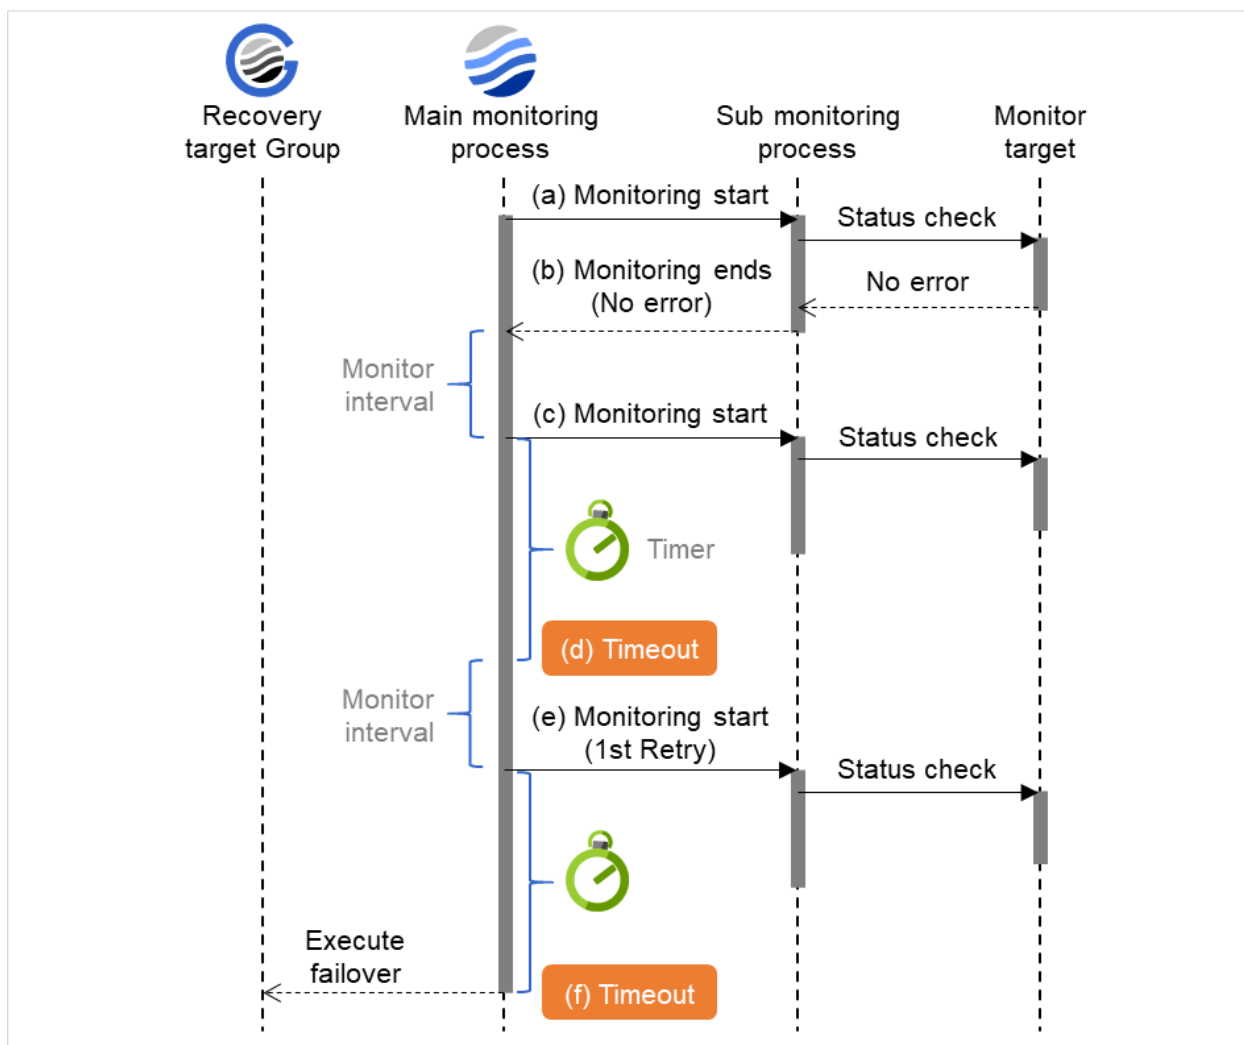 Recovery
target Group
Main monitoring
process
Sub monitoring
process
Monitor
target
(a) Monitoring start
Status check
(b) Monitoring ends
(No error)
No error
Monitor
interval
(c) Monitoring start
Status check
Timer
(d) Timeout
Monitor
interval
(e) Monitoring start
(1st Retry)
Status check
Execute
failover
(f) Timeout